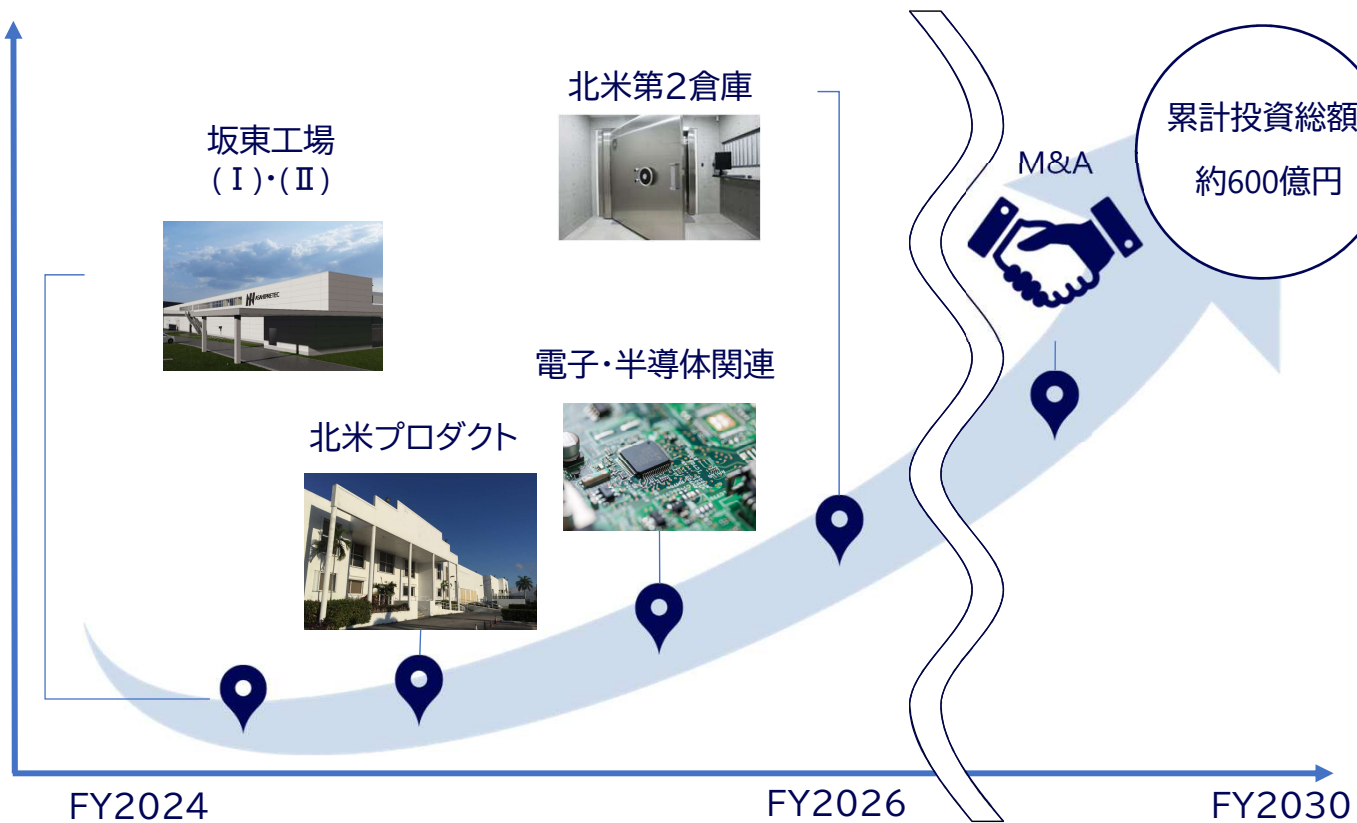 北米第2倉庫
坂東工場
(Ⅰ)・(Ⅱ)
ASAHIPRETEC
累計投資総額
約600億円
M&A
電子・半導体関連
北米プロダクト
FY2024
FY2026
FY2030